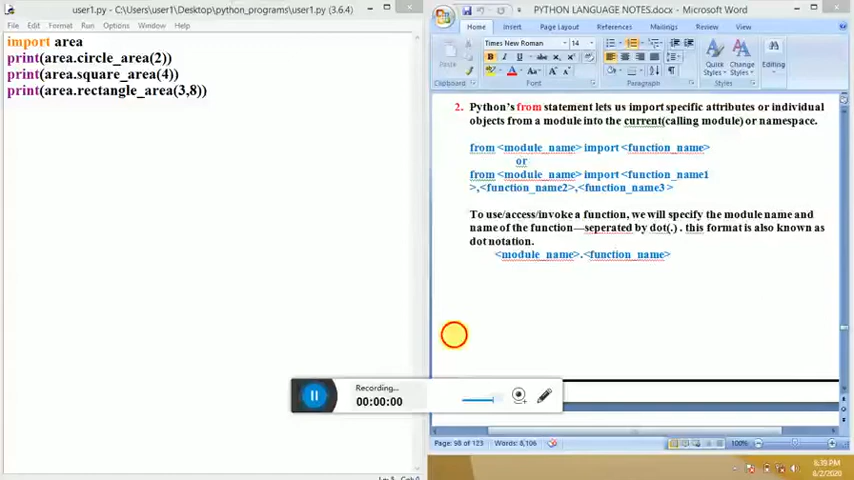 user1.py - C:\Users\user1\Desktop\python_programs\user1.py (3.6.4)
File Edit Format Run Options Window Help
import area
print(area.circle_area(2))
print(area.square_area(4))
print(area.rectangle_area(3,8))
PYTHON LANGUAGE NOTES.docx - Microsoft Word
Home Insert Page Layout References Mailings Review View
Times New Roman 14
Paste
Quick Styles Change Styles Editing
Clipboard Font Paragraph Styles
2. Python's from statement lets us import specific attributes or individual
objects from a module into the current(calling module) or namespace.
from <module_name> import <function_name>
or
from <module_name> import <function_name1
>,<function_name2>,<function_name3 >
To use/access/invoke a function, we will specify the module name and
name of the function—seperated by dot(.) . this format is also known as
dot notation.
<module_name>.<function_name>
Recording...
00:00:00
Page: 98 of 123 Words: 8,106 100%
8/2/2020